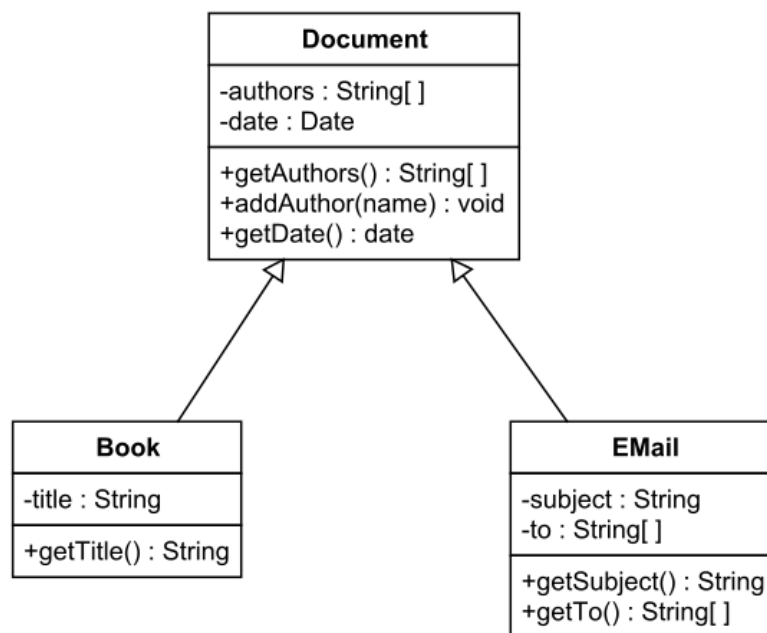 Document
-authors : String[ ]
-date : Date
+getAuthors() : String[ ]
+addAuthor(name) : void
+getDate() : date
Book
-title : String
+getTitle() : String
EMail
-subject : String
-to : String[ ]
+getSubject() : String
+getTo() : String[ ]